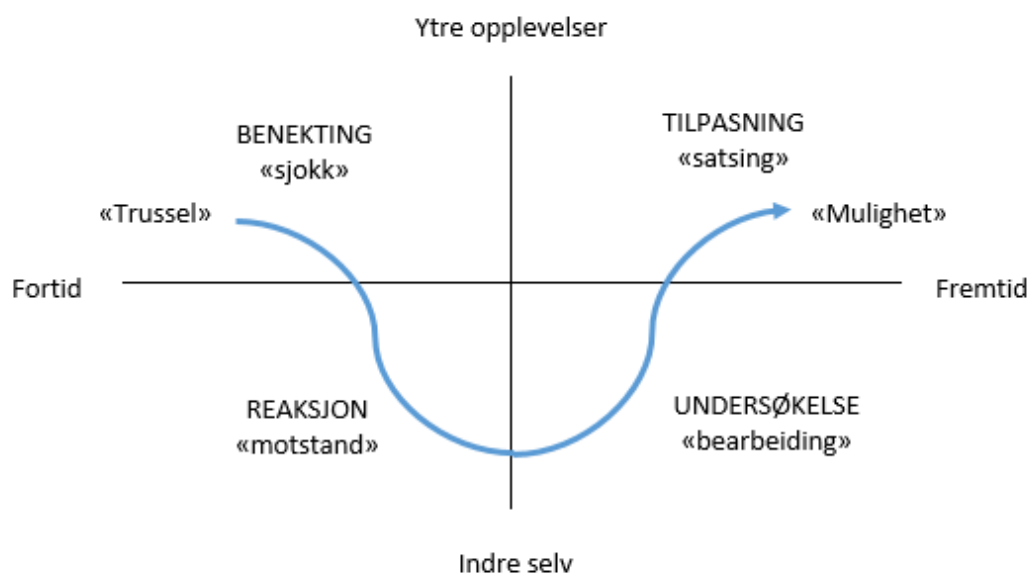 Ytre opplevelser
BENEKTING
«sjokk»
TILPASNING
«satsing»
«Trussel»
«Mulighet»
Fortid
Fremtid
REAKSJON
«motstand»
UNDERSØKELSE
«bearbeiding»
Indre selv